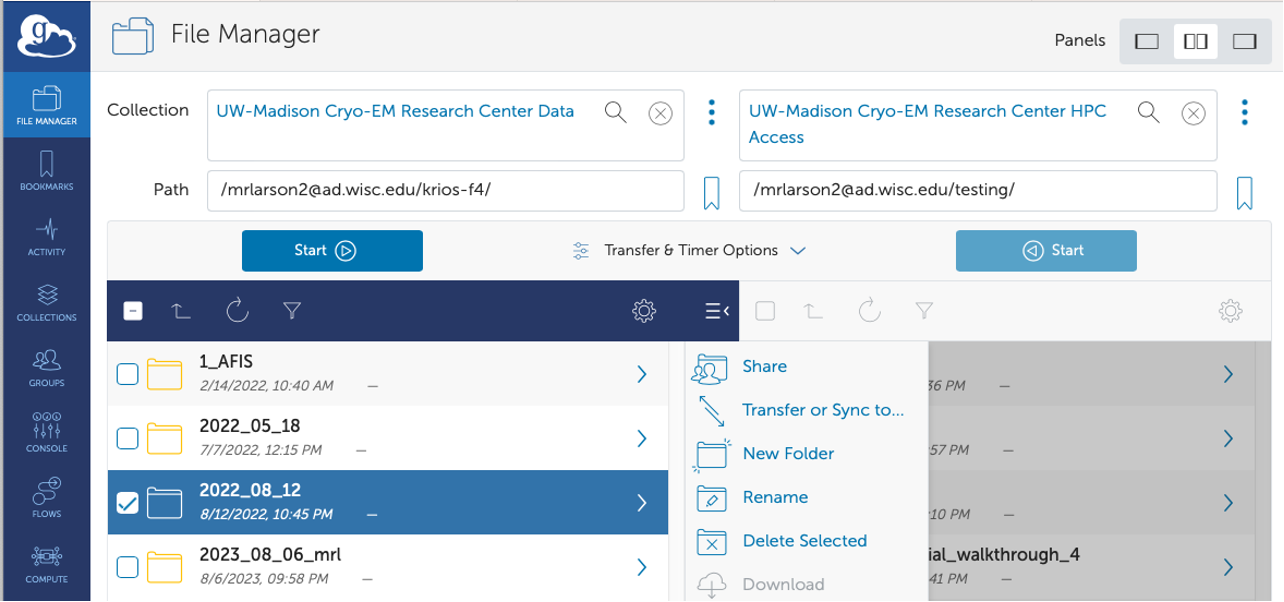 g
File Manager
Panels
FILE MANAGER
BOOKMARKS
ACTIVITY
COLLECTIONS
GROUPS
CONSOLE
FLOWS
COMPUTE
Collection
UW-Madison Cryo-EM Research Center Data
UW-Madison Cryo-EM Research Center HPC
Access
Path
/mrlarson2@ad.wisc.edu/krios-f4/
/mrlarson2@ad.wisc.edu/testing/
Start
Transfer & Timer Options
Start
1_AFIS
2/14/2022, 10:40 AM —
2022_05_18
7/7/2022, 12:15 PM —
2022_08_12
8/12/2022, 10:45 PM —
2023_08_06_mrl
8/6/2023, 09:58 PM —
Share
Transfer or Sync to...
New Folder
Rename
Delete Selected
Download
36 PM —
57 PM —
10 PM —
ial_walkthrough_4
41 PM —